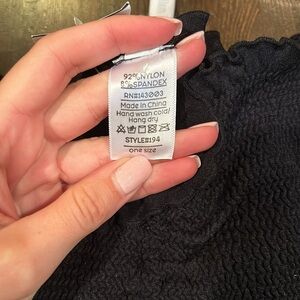 92%NYLON
8%SPANDEX
RN#143003
Made in China
Hand wash cold/
Hang dry
STYLE#194
one size